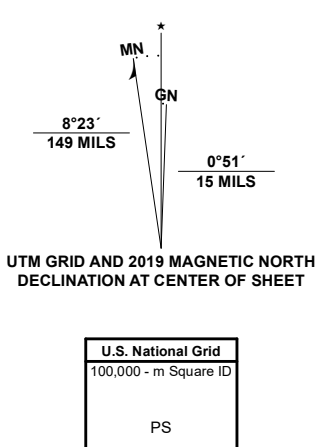 ★
MN
GN
8°23´
149 MILS
0°51´
15 MILS
UTM GRID AND 2019 MAGNETIC NORTH
DECLINATION AT CENTER OF SHEET
U.S. National Grid
100,000 - m Square ID
PS